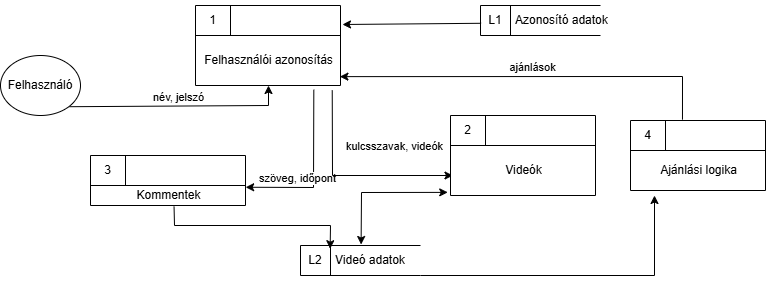 1
Felhasználói azonosítás
L1
Azonosító adatok
ajánlások
Felhasználó
név, jelszó
2
Videók
kulcsszavak, videók
4
Ajánlási logika
3
Kommentek
szöveg, időpont
L2
Videó adatok